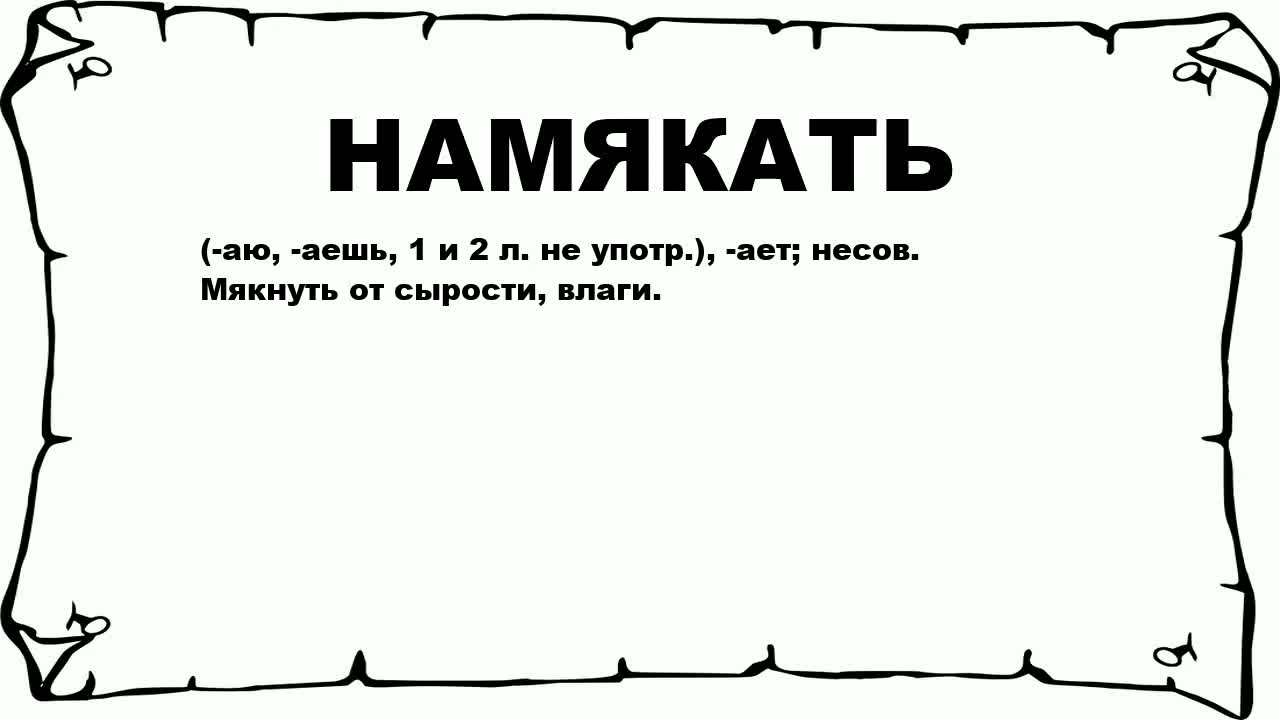 НАМЯКАТЬ
(-аю, -аешь, 1 и 2 л. не употр.), -ает; несов.
Мякнуть от сырости, влаги.